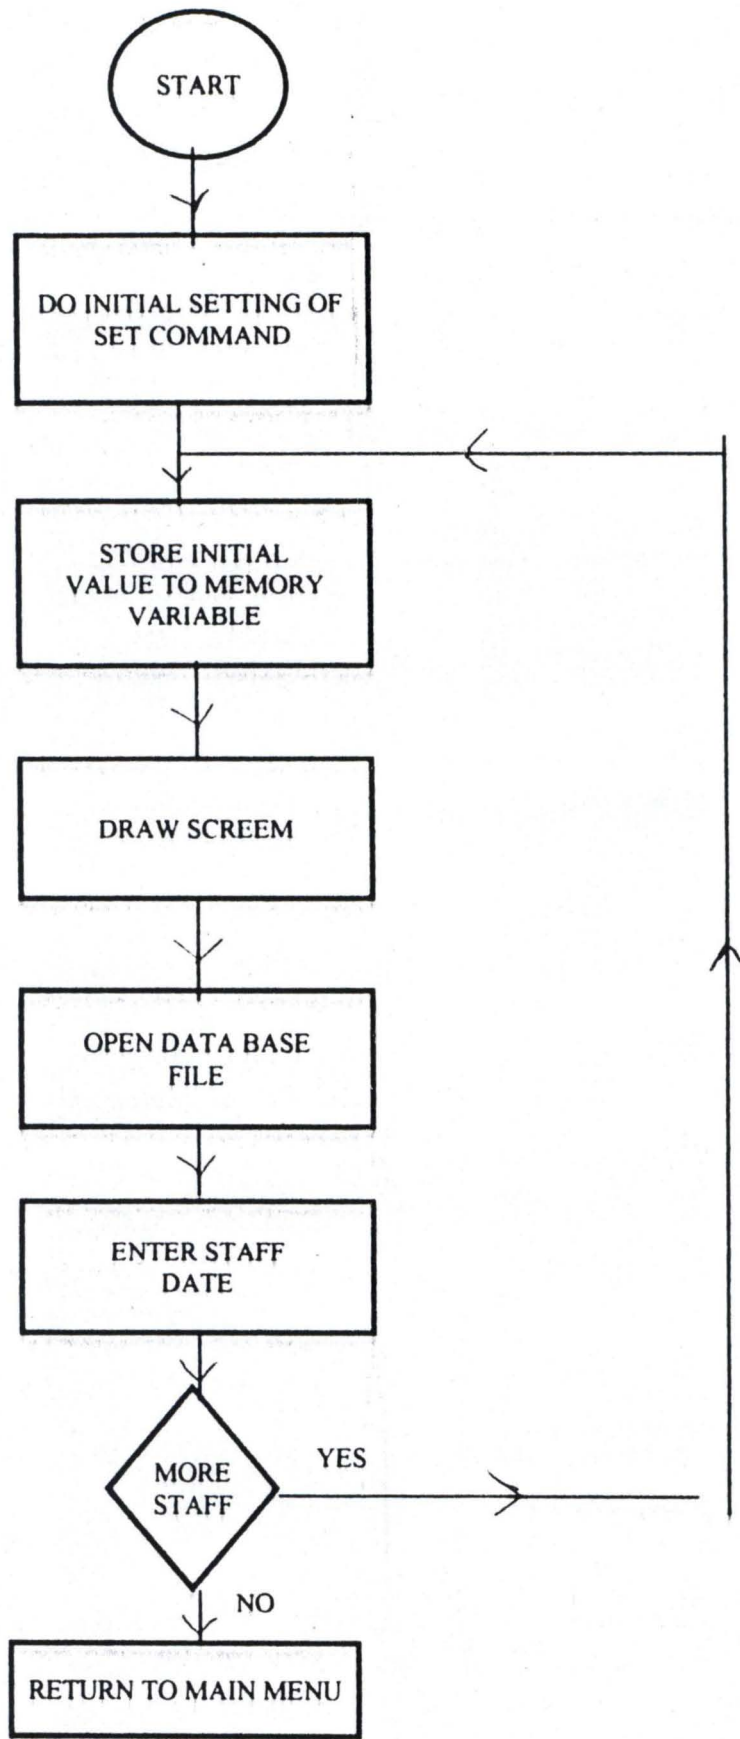 START
DO INITIAL SETTING OF
SET COMMAND
STORE INITIAL
VALUE TO MEMORY
VARIABLE
DRAW SCREEM
OPEN DATA BASE
FILE
ENTER STAFF
DATE
MORE
STAFF
YES
NO
RETURN TO MAIN MENU